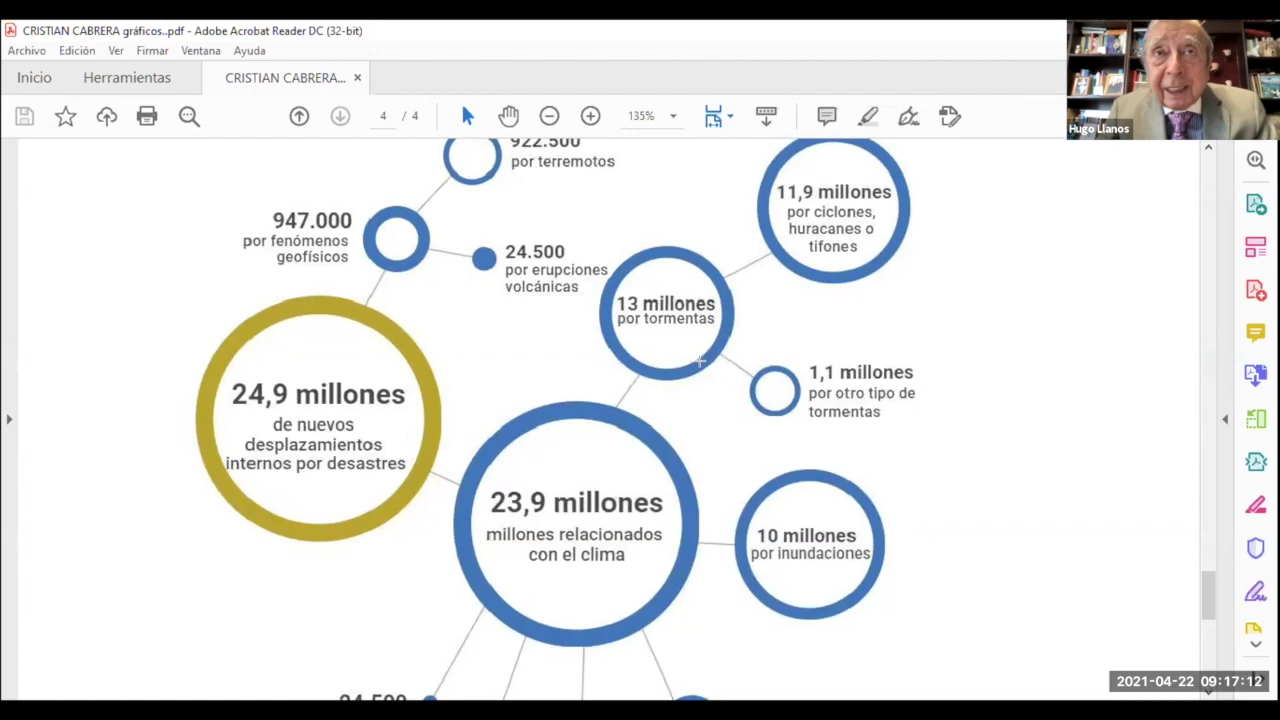 CRISTIAN CABRERA gráficos..pdf - Adobe Acrobat Reader DC (32-bit)
Archivo Edición Ver Firmar Ventana Ayuda
Inicio Herramientas CRISTIAN CABRERA... ×
4 / 4 135%
Hugo Llanos
922.500
por terremotos
947.000
por fenómenos
geofísicos
24.500
por erupciones
volcánicas
11,9 millones
por ciclones,
huracanes o
tifones
13 millones
por tormentas
1,1 millones
por otro tipo de
tormentas
24,9 millones
de nuevos
desplazamientos
internos por desastres
23,9 millones
millones relacionados
con el clima
10 millones
por inundaciones
24.500
2021-04-22 09:17:12